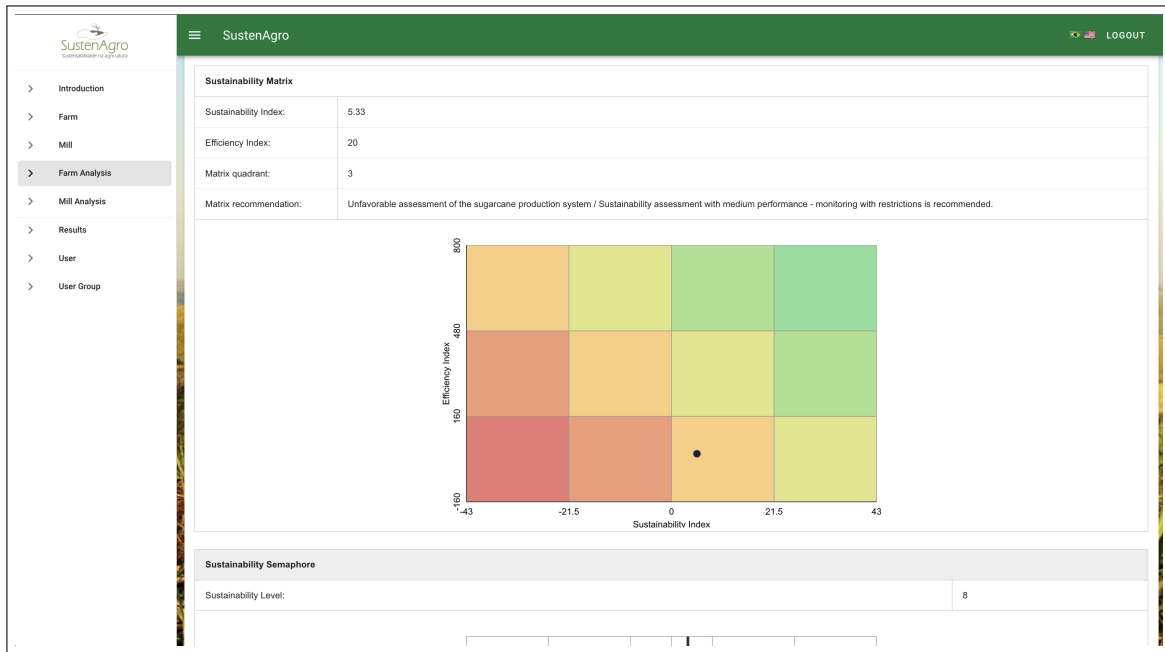 SustenAgro
Sustentabilidade na agricultura
SustenAgro
LOGOUT
Introduction
Farm
Mill
Farm Analysis
Mill Analysis
Results
User
User Group
Sustainability Matrix
Sustainability Index: 5.33
Efficiency Index: 20
Matrix quadrant: 3
Matrix recommendation: Unfavorable assessment of the sugarcane production system / Sustainability assessment with medium performance - monitoring with restrictions is recommended.
800
480
160
-160
Efficiency Index
-43 -21.5 0 21.5 43
Sustainability Index
Sustainability Semaphore
Sustainability Level: 8